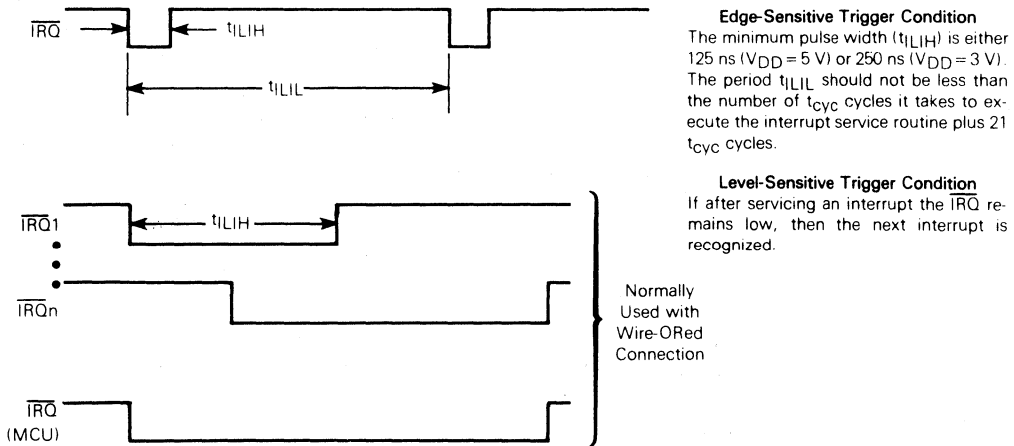 IRQ
tILIH
tILIL
Edge-Sensitive Trigger Condition
The minimum pulse width (tILIH) is either
125 ns (VDD = 5 V) or 250 ns (VDD = 3 V).
The period tILIL should not be less than
the number of tcyc cycles it takes to ex-
ecute the interrupt service routine plus 21
tcyc cycles.
Level-Sensitive Trigger Condition
If after servicing an interrupt the IRQ re-
mains low, then the next interrupt is
recognized.
IRQ1
tILIH
IRQn
IRQ
(MCU)
Normally
Used with
Wire-ORed
Connection